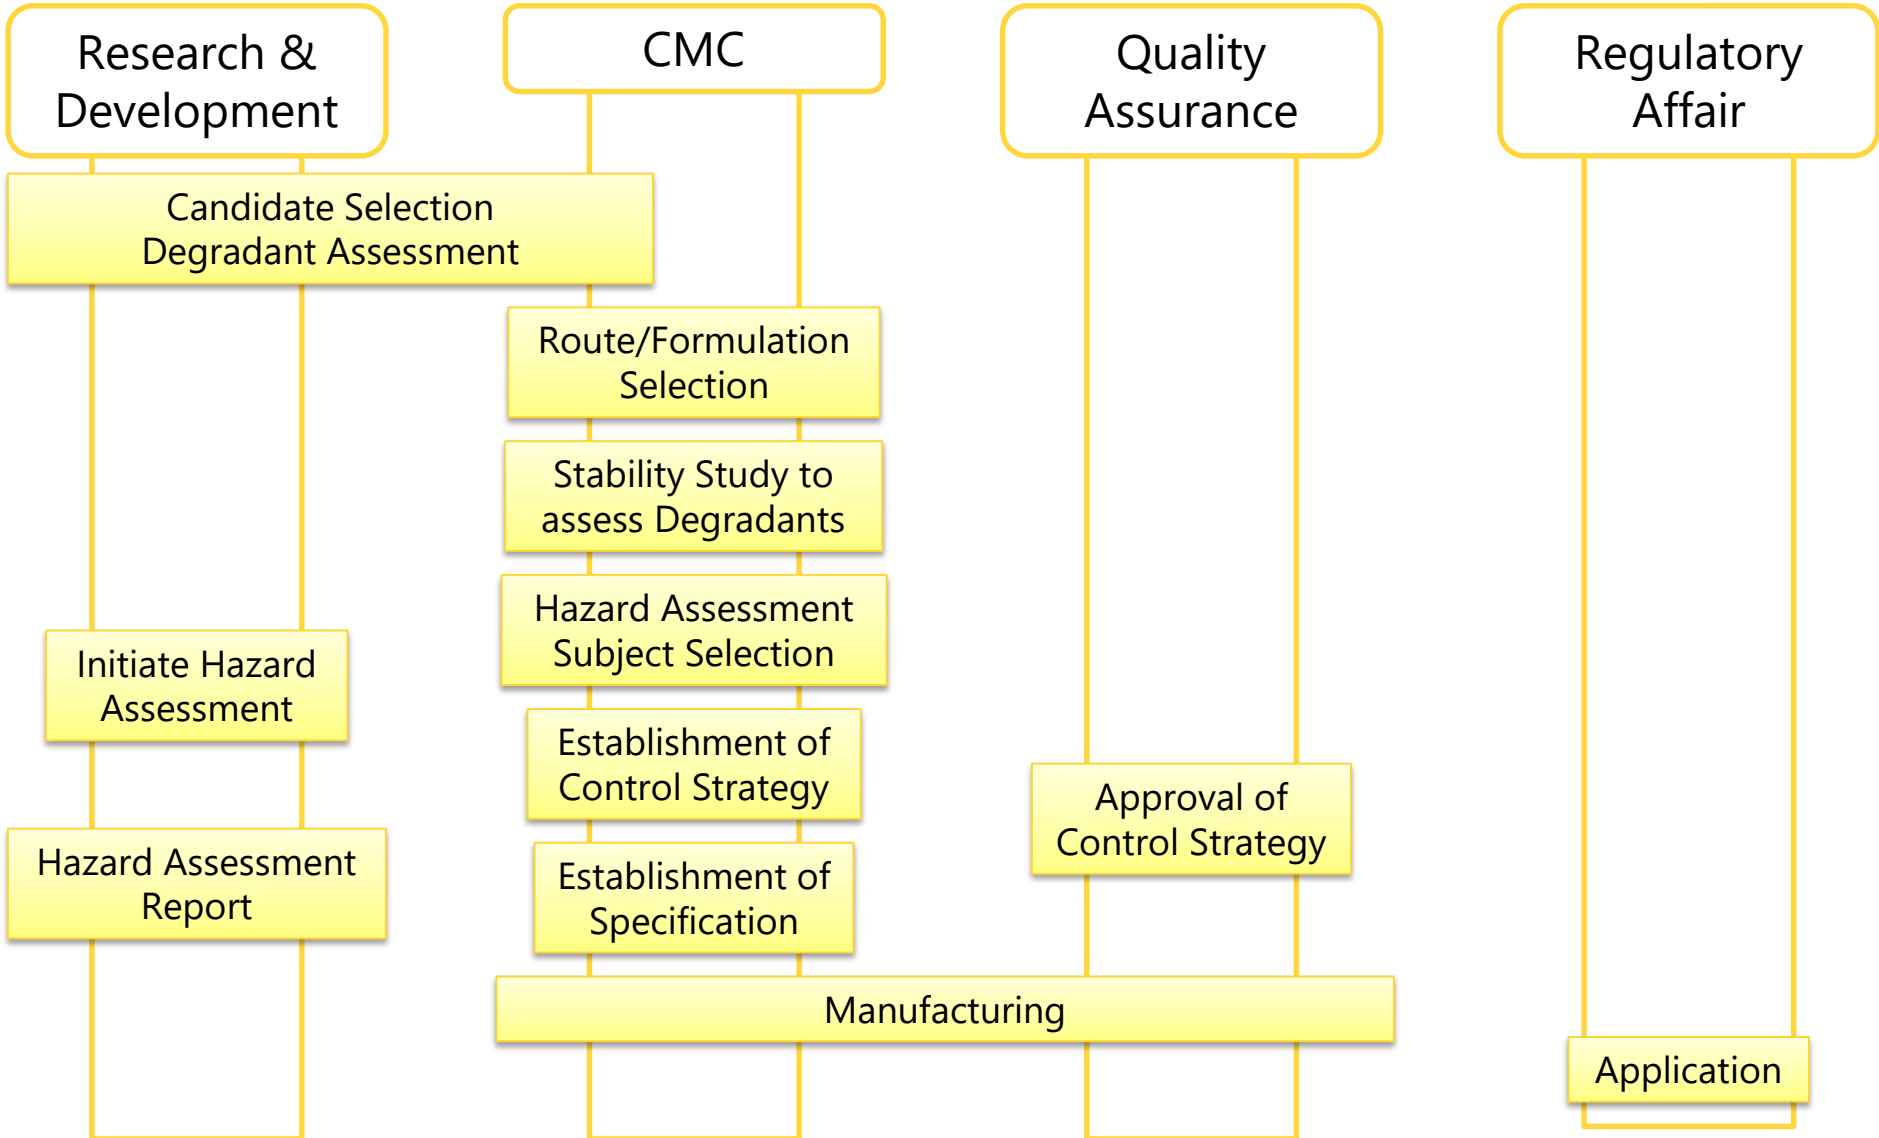 Research &
Development
CMC
Quality
Assurance
Regulatory
Affair
Candidate Selection
Degradant Assessment
Route/Formulation
Selection
Stability Study to
assess Degradants
Hazard Assessment
Subject Selection
Initiate Hazard
Assessment
Establishment of
Control Strategy
Approval of
Control Strategy
Hazard Assessment
Report
Establishment of
Specification
Manufacturing
Application